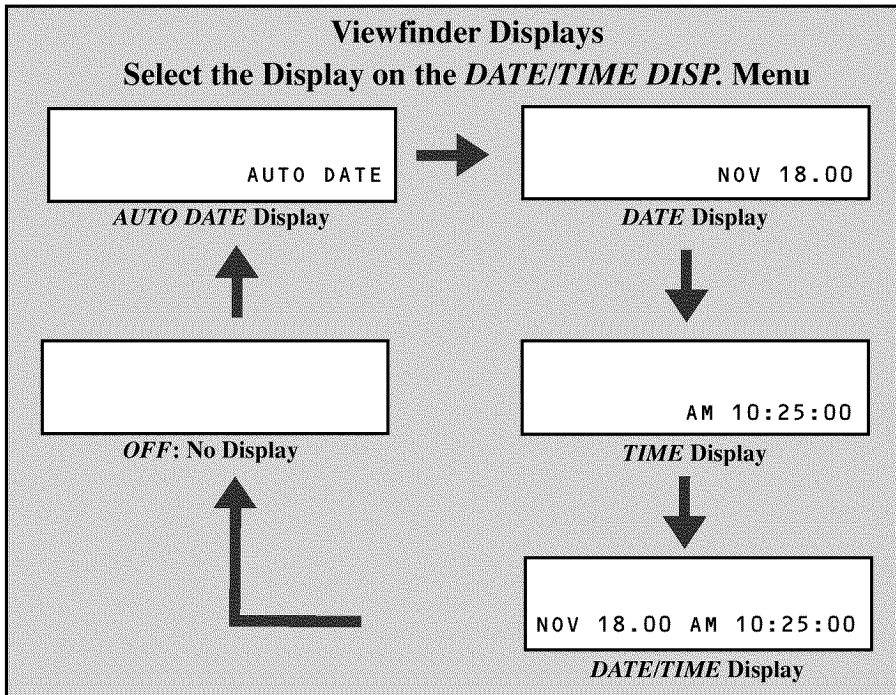 Viewfinder Displays
Select the Display on the DATE/TIME DISP. Menu
AUTO DATE
AUTO DATE Display
NOV 18.00
DATE Display
AM 10:25:00
TIME Display
NOV 18.00 AM 10:25:00
DATE/TIME Display
OFF: No Display